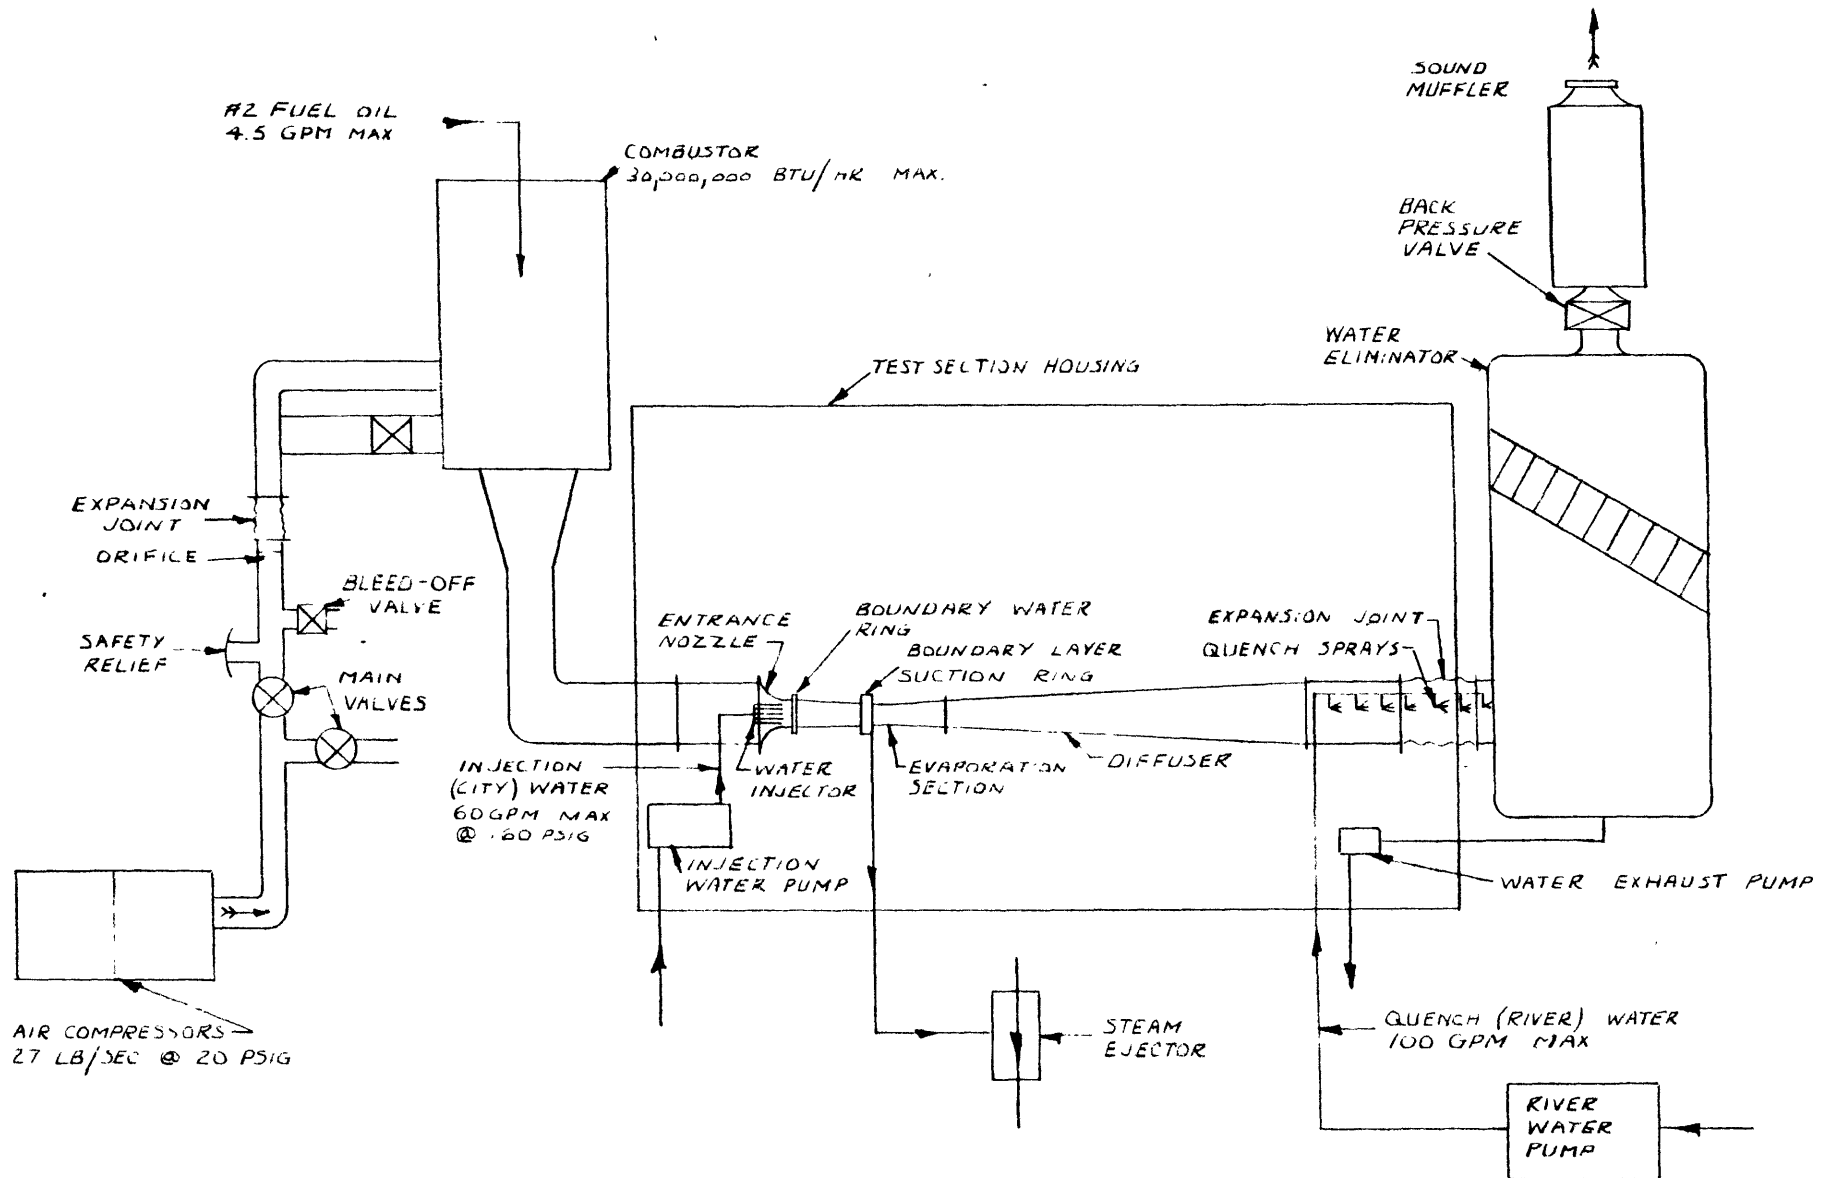 SOUND
MUFFLER
#2 FUEL OIL
4.5 GPM MAX
COMBUSTOR
30,000,000 BTU/HR MAX.
BACK
PRESSURE
VALVE
WATER
ELIMINATOR
TEST SECTION HOUSING
EXPANSION
JOINT
ORIFICE
BLEED-OFF
VALVE
SAFETY
RELIEF
MAIN
VALVES
ENTRANCE
NOZZLE
BOUNDARY WATER
RING
BOUNDARY LAYER
SUCTION RING
EXPANSION JOINT
QUENCH SPRAYS
INJECTION
(CITY) WATER
60 GPM MAX
PSIG
WATER
INJECTOR
EVAPORATION
SECTION
DIFFUSER
INJECTION
WATER PUMP
WATER EXHAUST PUMP
AIR COMPRESSORS
27 LB/SEC @ 20 PSIG
STEAM
EJECTOR
QUENCH (RIVER) WATER
100 GPM MAX
RIVER
WATER
PUMP